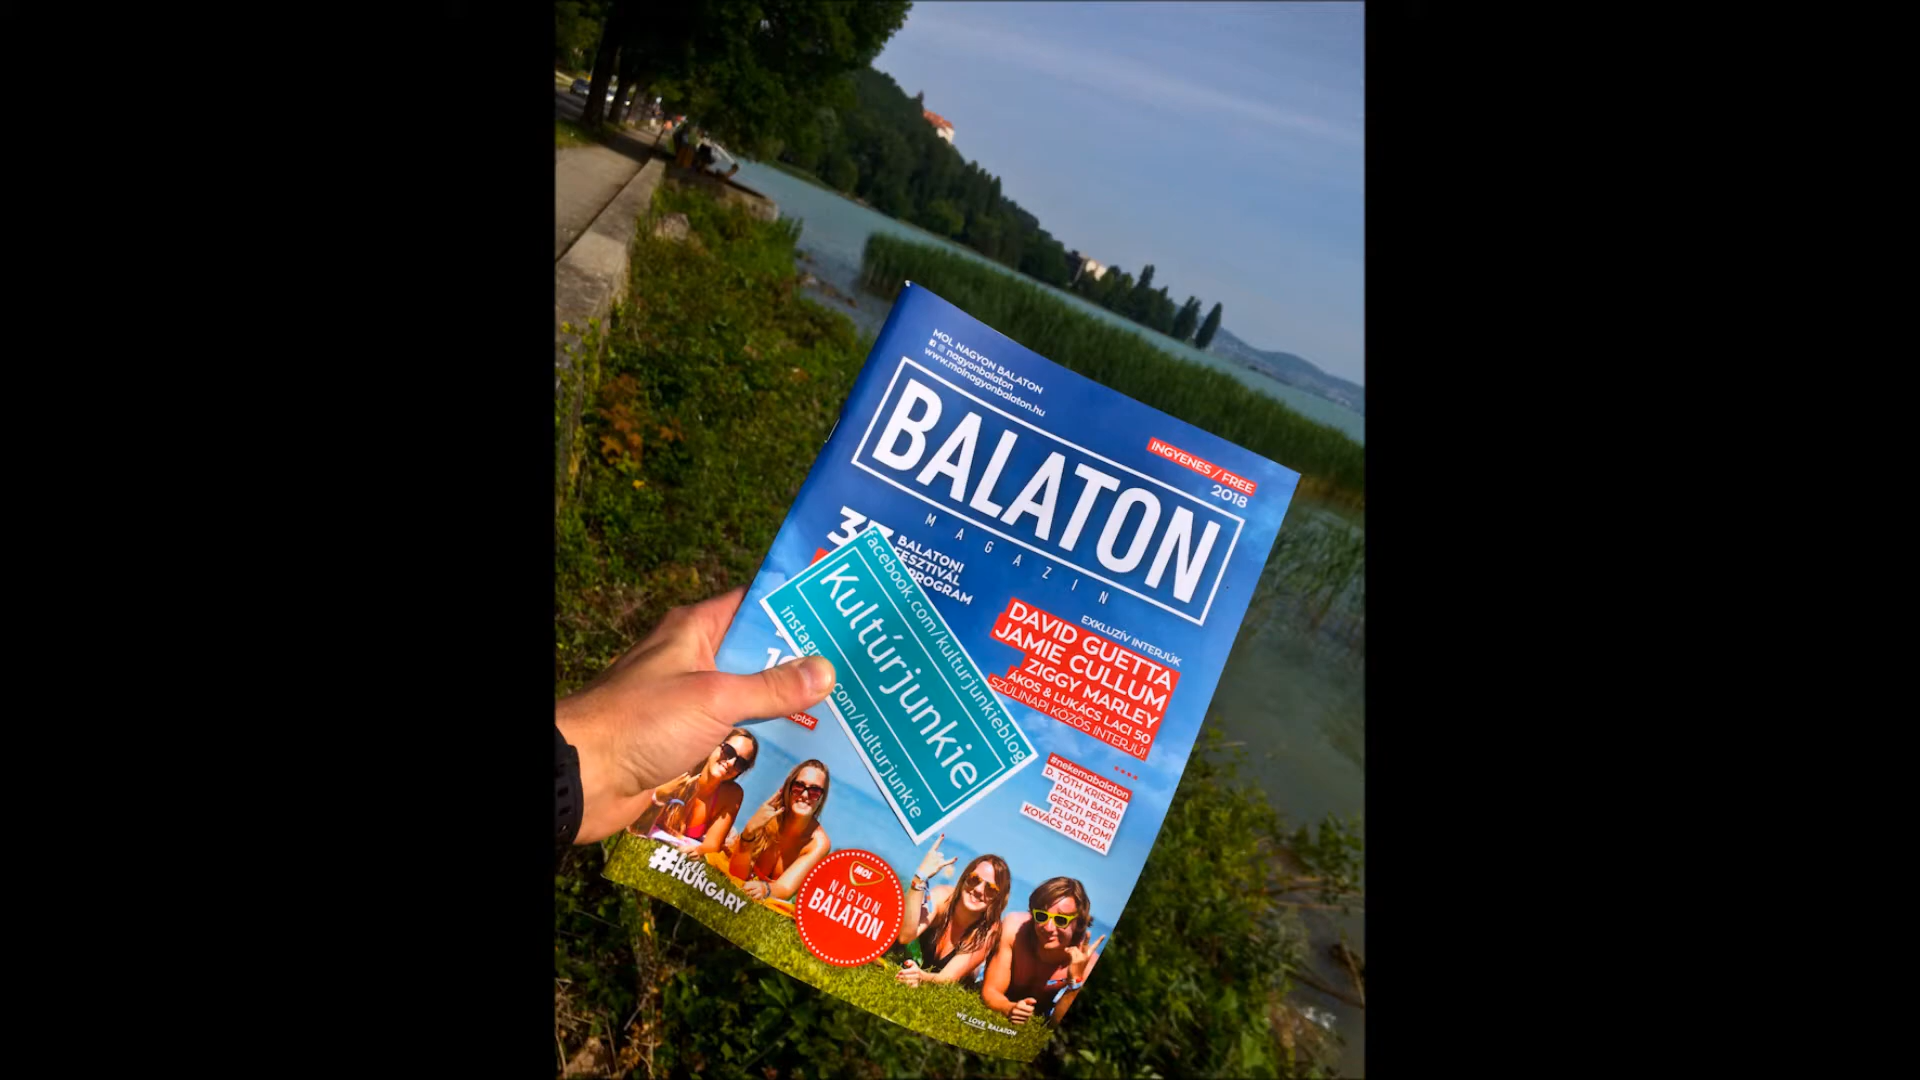 MOL NAGYON BALATON
nagyonbalaton
www.molnagyonbalaton.hu
BALATON
MAGAZIN
INGYENES / FREE
2018
BALATONI
FESZTIVÁL
PROGRAM
EXKLUZÍV INTERJÚK
DAVID GUETTA
JAMIE CULLUM
ZIGGY MARLEY
ÁKOS & LUKÁCS LACI 50
SZÜLINAPI KÖZÖS INTERJÚ!
#nekemabalaton
D. TÓTH KRISZTA
PALVIN BARBI
GESZTI PÉTER
FLUOR TOMI
KOVÁCS PATRÍCIA
facebook.com/kulturjunkieblog
Kultúrjunkie
com/kulturjunkie
#hello
HUNGARY
MOL
NAGYON
BALATON
WE LOVE BALATON